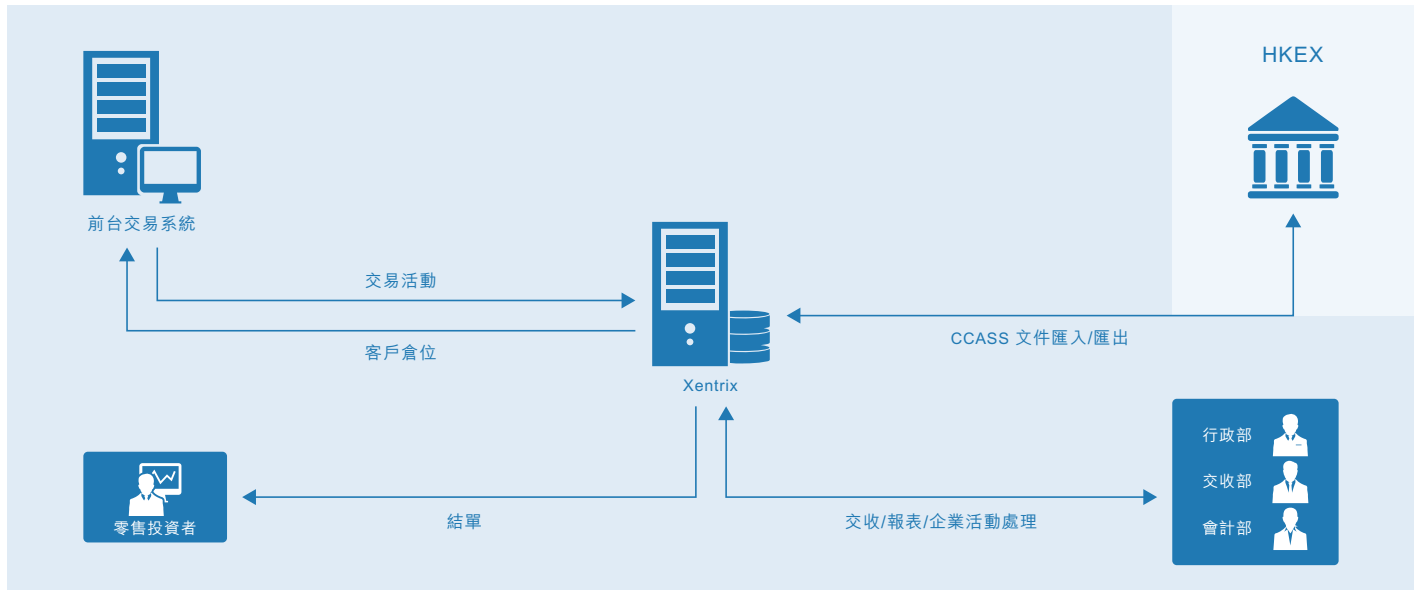 HKEX
前台交易系統
交易活動
客戶倉位
CCASS 文件匯入/匯出
Xentrix
行政部
交收部
會計部
零售投資者
結單
交收/報表/企業活動處理